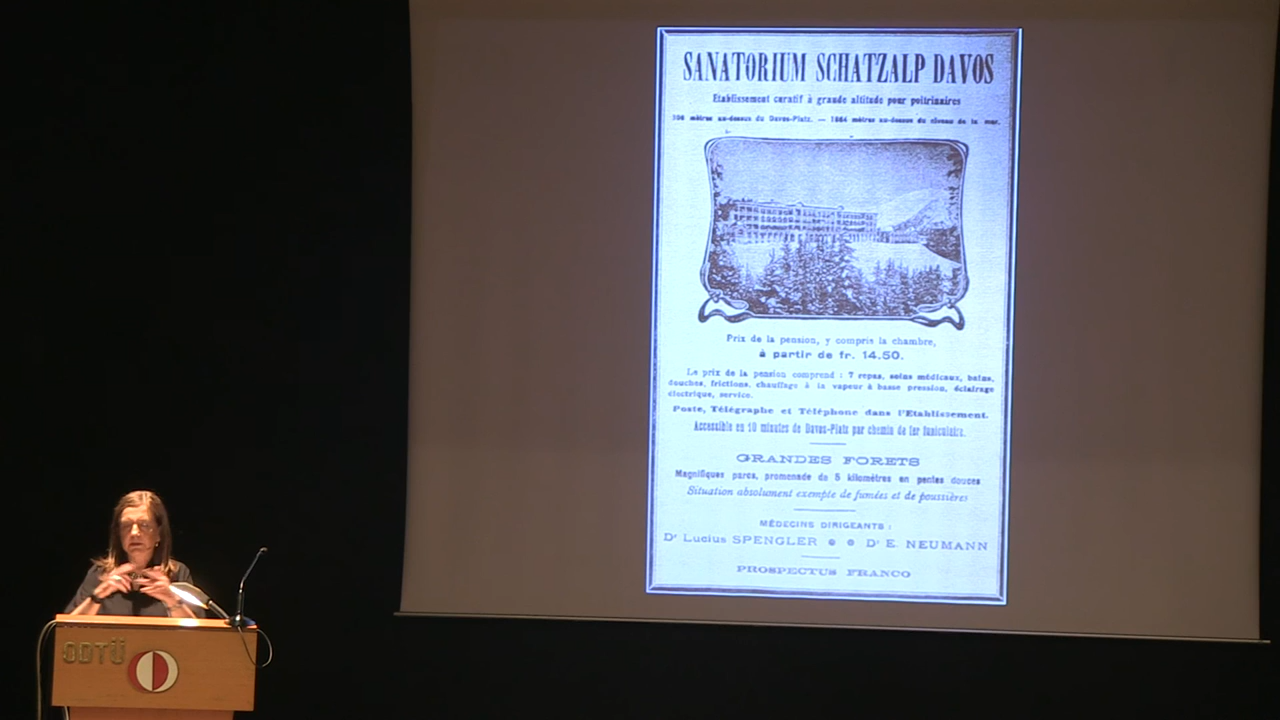 SANATORIUM SCHATZALP DAVOS
Etablissement curatif à grande altitude pour poitrinaires
mètres au-dessus du Davos-Platz. — 1864 mètres au-dessus du niveau de la mer.
Prix de la pension, y compris la chambre,
à partir de fr. 14.50.
Le prix de la pension comprend : 7 repas, soins médicaux, bains,
douches, frictions, chauffage à la vapeur à basse pression, éclairage
électrique, service.
Poste, Télégraphe et Téléphone dans l'Etablissement.
Accessible en 10 minutes de Davos-Platz par chemin de fer funiculaire.
GRANDES FORETS
Magnifiques parcs, promenade de 5 kilomètres en pentes douces
Situation absolument exempte de fumées et de poussières
MÉDECINS DIRIGEANTS :
Dr Lucius SPENGLER Dr E. NEUMANN
PROSPECTUS FRANCO
ODTÜ